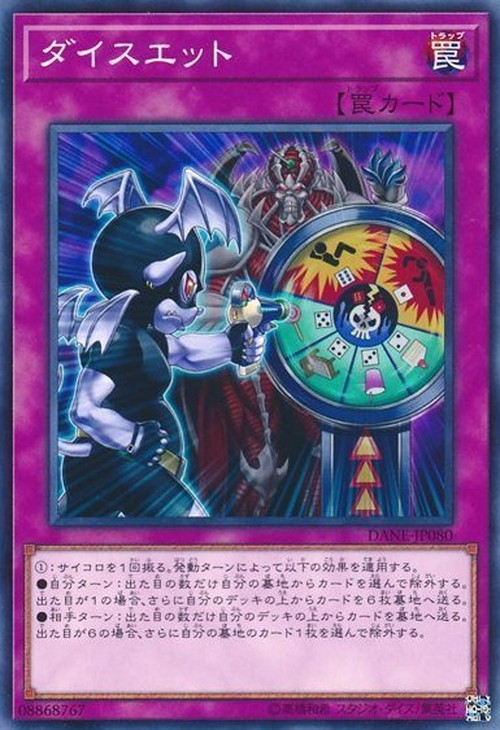 ダイスエット
トラップ
罠
トラップ
【罠カード】
DANE-JP080
①:サイコロを1回振る。発動ターンによって以下の効果を適用する。
●自分ターン:出た目の数だけ自分の墓地からカードを選んで除外する。
出た目が1の場合、さらに自分のデッキの上からカードを6枚墓地へ送る。
●相手ターン:出た目の数だけ自分のデッキの上からカードを墓地へ送る。
出た目が6の場合、さらに自分の墓地のカード1枚を選んで除外する。
08868767
©高橋和希 スタジオ・ダイス/集英社